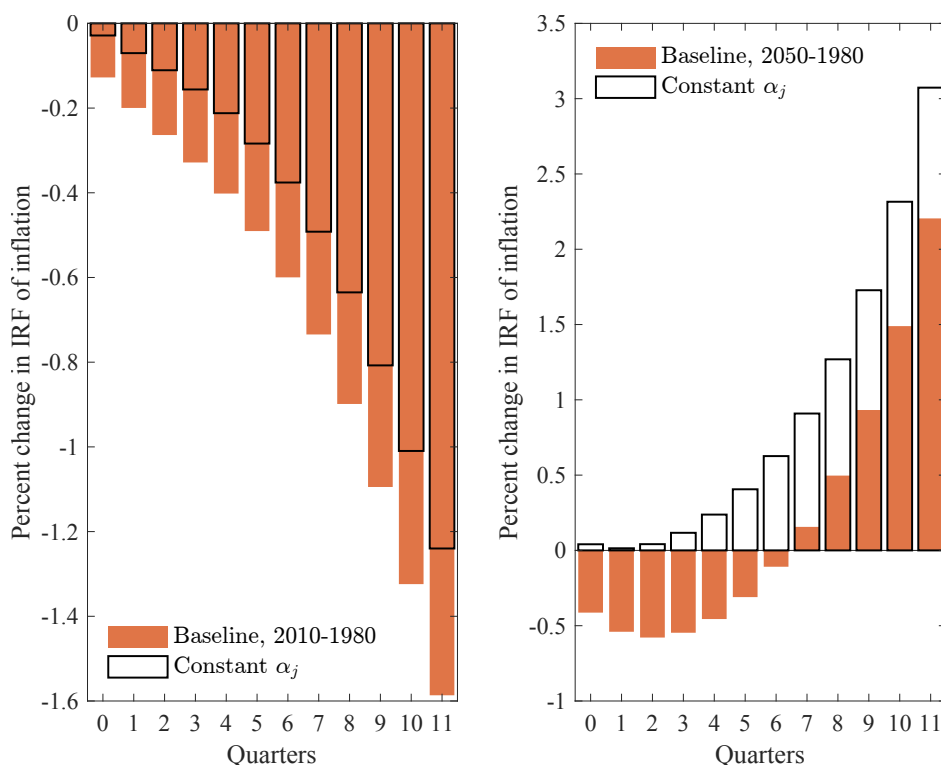 0
-0.2
-0.4
-0.6
-0.8
-1
-1.2
-1.4
-1.6
Percent change in IRF of inflation
Baseline, 2010-1980
Constant αj
0 1 2 3 4 5 6 7 8 9 10 11
Quarters
3.5
3
2.5
2
1.5
1
0.5
0
-0.5
-1
Percent change in IRF of inflation
Baseline, 2050-1980
Constant αj
0 1 2 3 4 5 6 7 8 9 10 11
Quarters